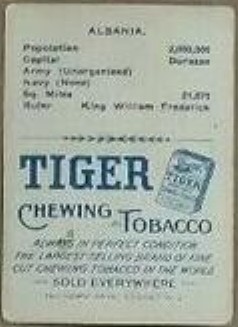 ALBANIA.
Population 2,000,000
Capital Durazzo
Army (Unorganized)
Navy (None)
Sq. Miles
Ruler King William Frederick
TIGER
TIGER
CHEWING TOBACCO
ALWAYS IN PERFECT CONDITION
THE LARGEST SELLING BRAND OF FINE
CUT CHEWING TOBACCO IN THE WORLD
SOLD EVERYWHERE